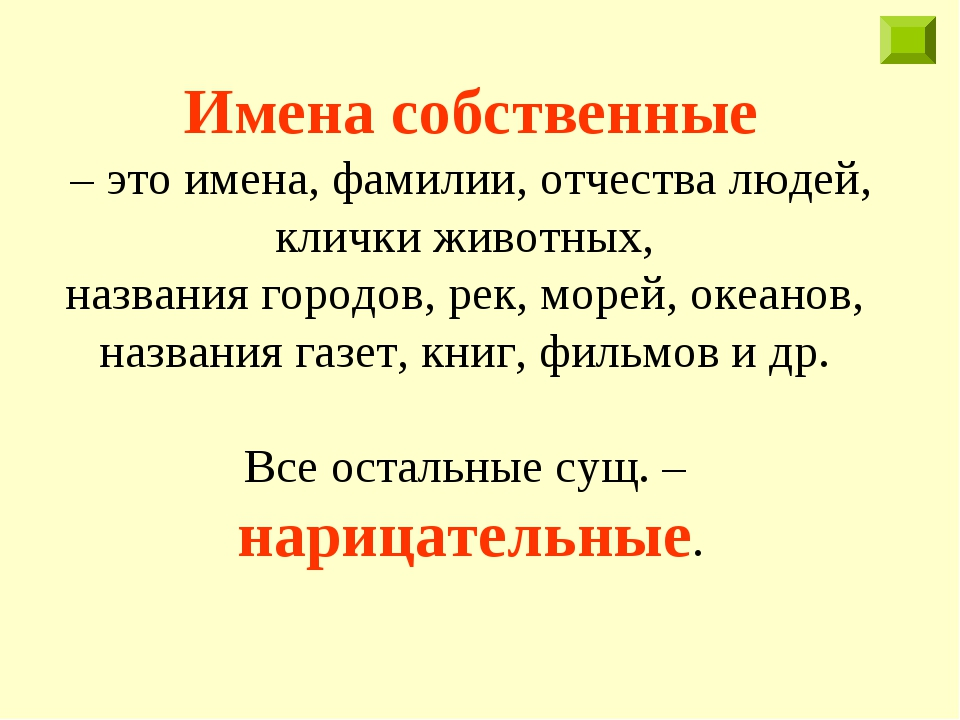 Имена собственные
– это имена, фамилии, отчества людей,
клички животных,
названия городов, рек, морей, океанов,
названия газет, книг, фильмов и др.
Все остальные сущ. –
нарицательные.